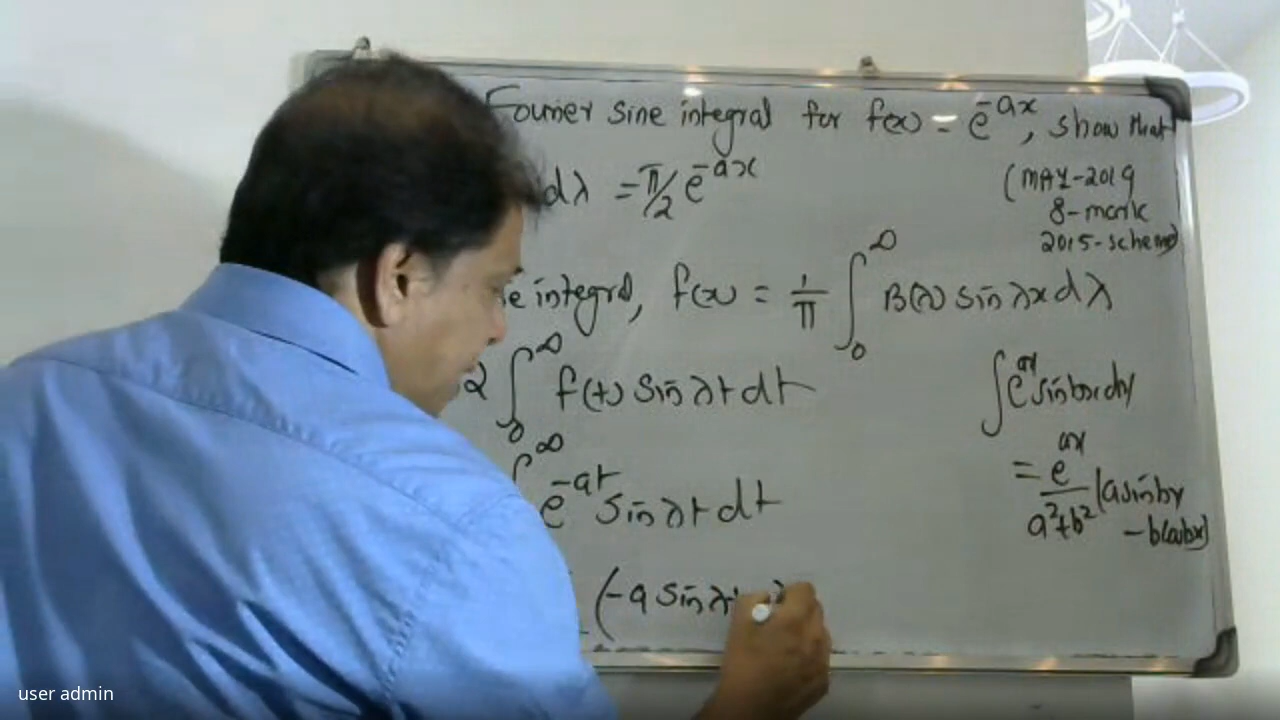 Fourier sine integral for f(x) = e^-ax, show that
dλ = π/2 e^-ax
(MAY-2019
8-mark
2015-scheme)
e integral, f(x) = 1/π ∫₀^∞ B(λ) sin λx dλ
2 ∫₀^∞ f(t) sin λt dt
∫^∞ e^-at sin λt dt
(-a sin λt
∫e^ax sin bx dx
= e^ax/(a²+b²) (a sin bx
- b cos bx)
user admin